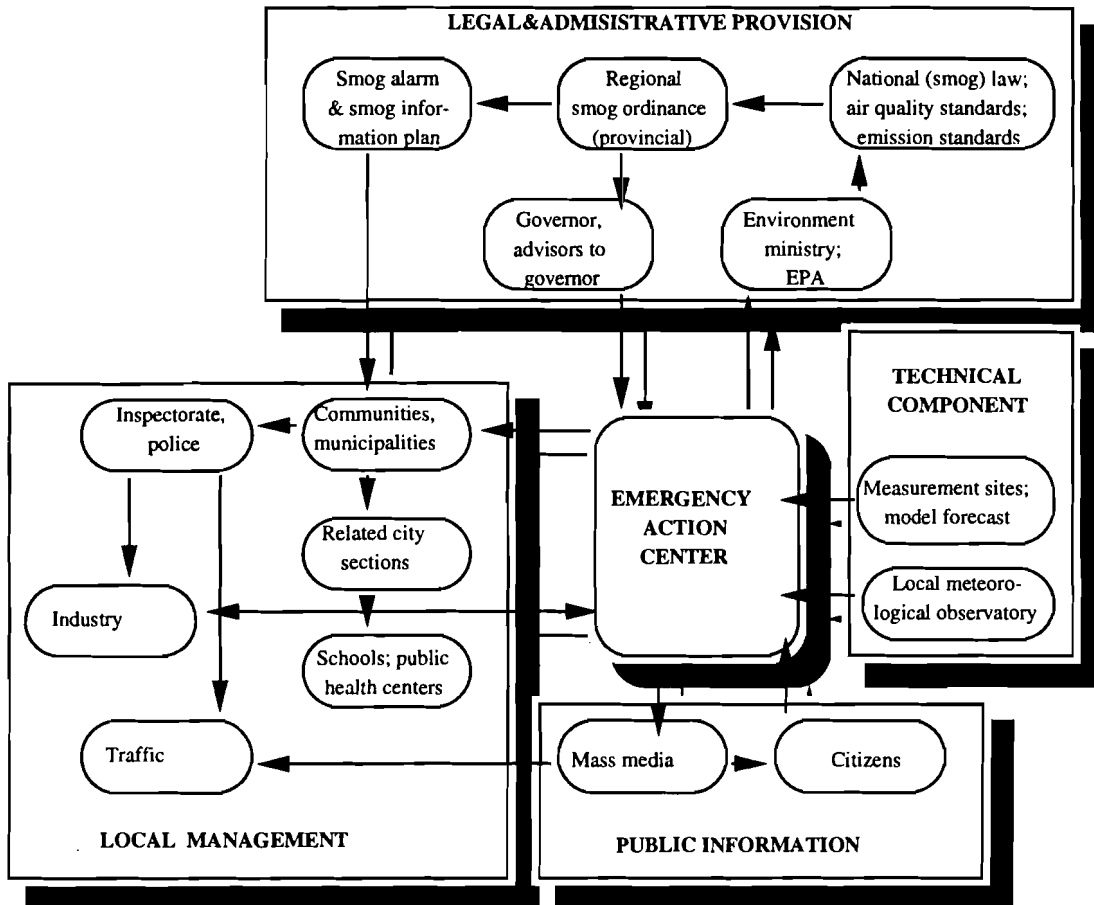 LEGAL&ADMISISTRATIVE PROVISION
Smog alarm
& smog infor-
mation plan
Regional
smog ordinance
(provincial)
National (smog) law;
air quality standards;
emission standards
Governor,
advisors to
governor
Environment
ministry;
EPA
TECHNICAL
COMPONENT
Measurement sites;
model forecast
Local meteoro-
logical observatory
Inspectorate,
police
Communities,
municipalities
Related city
sections
Industry
Schools; public
health centers
Traffic
LOCAL MANAGEMENT
EMERGENCY
ACTION
CENTER
Mass media
Citizens
PUBLIC INFORMATION